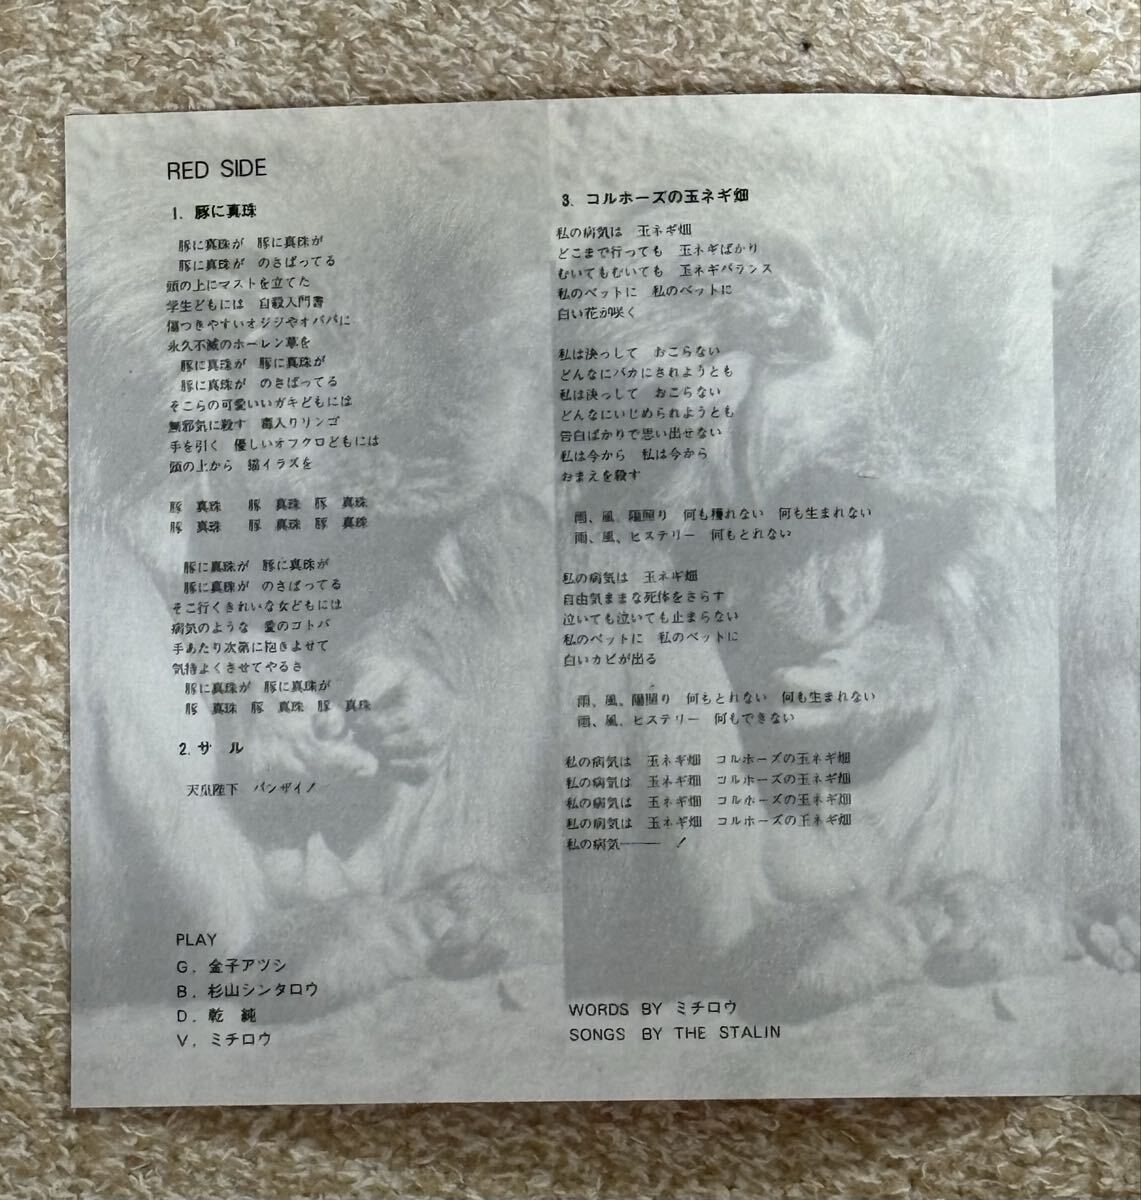 RED SIDE
1. 豚に真珠
豚に真珠が 豚に真珠が
豚に真珠が のさばってる
頭の上にマストを立てた
学生どもには 自殺入門書
傷つきやすいオジジやオババに
永久不滅のホーレン草を
豚に真珠が 豚に真珠が
豚に真珠が のさばってる
そこらの可愛いいガキどもには
無邪気に殺す 毒入りリンゴ
手を引く 優しいオフクロどもには
頭の上から 猫イラズを
豚 真珠 豚 真珠 豚 真珠
豚 真珠 豚 真珠 豚 真珠
豚に真珠が 豚に真珠が
豚に真珠が のさばってる
そこ行くきれいな女どもには
病気のような 愛のコトバ
手あたり次第に抱きよせて
気持よくさせてやるさ
豚に真珠が 豚に真珠が
豚 真珠 豚 真珠 豚 真珠
2. サ ル
陛下 バンザイ！
PLAY
G. 金子アツシ
B. 杉山シンタロウ
D. 乾 純
V. ミチロウ
3. コルホーズの玉ネギ畑
私の病気は 玉ネギ畑
どこまで行っても 玉ネギばかり
むいてもむいても 玉ネギバランス
私のベットに 私のベットに
白い花が咲く
私は決っして おこらない
どんなにバカにされようとも
私は決っして おこらない
どんなにいじめられようとも
告白ばかりで思い出せない
私は今から 私は今から
おまえを殺す
雨、風、陽照り 何も穫れない 何も生まれない
雨、風、ヒステリー 何もとれない
私の病気は 玉ネギ畑
自由気ままな死体をさらす
泣いても泣いても止まらない
私のベットに 私のベットに
白いカビが出る
雨、風、陽照り 何もとれない 何も生まれない
雨、風、ヒステリー 何もできない
私の病気は 玉ネギ畑 コルホーズの玉ネギ畑
私の病気は 玉ネギ畑 コルホーズの玉ネギ畑
私の病気は 玉ネギ畑 コルホーズの玉ネギ畑
私の病気は 玉ネギ畑 コルホーズの玉ネギ畑
私の病気―― ！
WORDS BY ミチロウ
SONGS BY THE STALIN